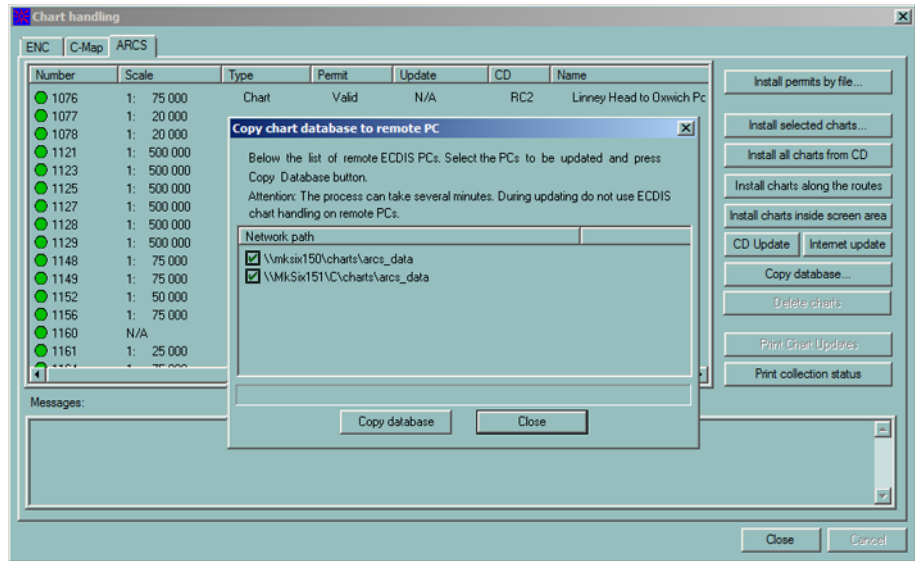 Chart handling
ENC C-Map ARCS
Number Scale Type Permit Update CD Name
1076 1: 75 000 Chart Valid N/A RC2 Linney Head to Oxwich Pc
1077 1: 20 000
1078 1: 20 000
1121 1: 500 000
1123 1: 500 000
1125 1: 500 000
1127 1: 500 000
1128 1: 500 000
1129 1: 500 000
1148 1: 75 000
1149 1: 75 000
1152 1: 50 000
1156 1: 75 000
1160 N/A
1161 1: 25 000
Copy chart database to remote PC
Below the list of remote ECDIS PCs. Select the PCs to be updated and press
Copy Database button.
Attention: The process can take several minutes. During updating do not use ECDIS
chart handling on remote PCs.
Network path
\\mksix150\charts\arcs_data
\\MkSix151\C\charts\arcs_data
Copy database Close
Install permits by file...
Install selected charts...
Install all charts from CD
Install charts along the routes
Install charts inside screen area
CD Update Internet update
Copy database...
Delete charts
Print Chart Updates
Print collection status
Messages:
Close Cancel